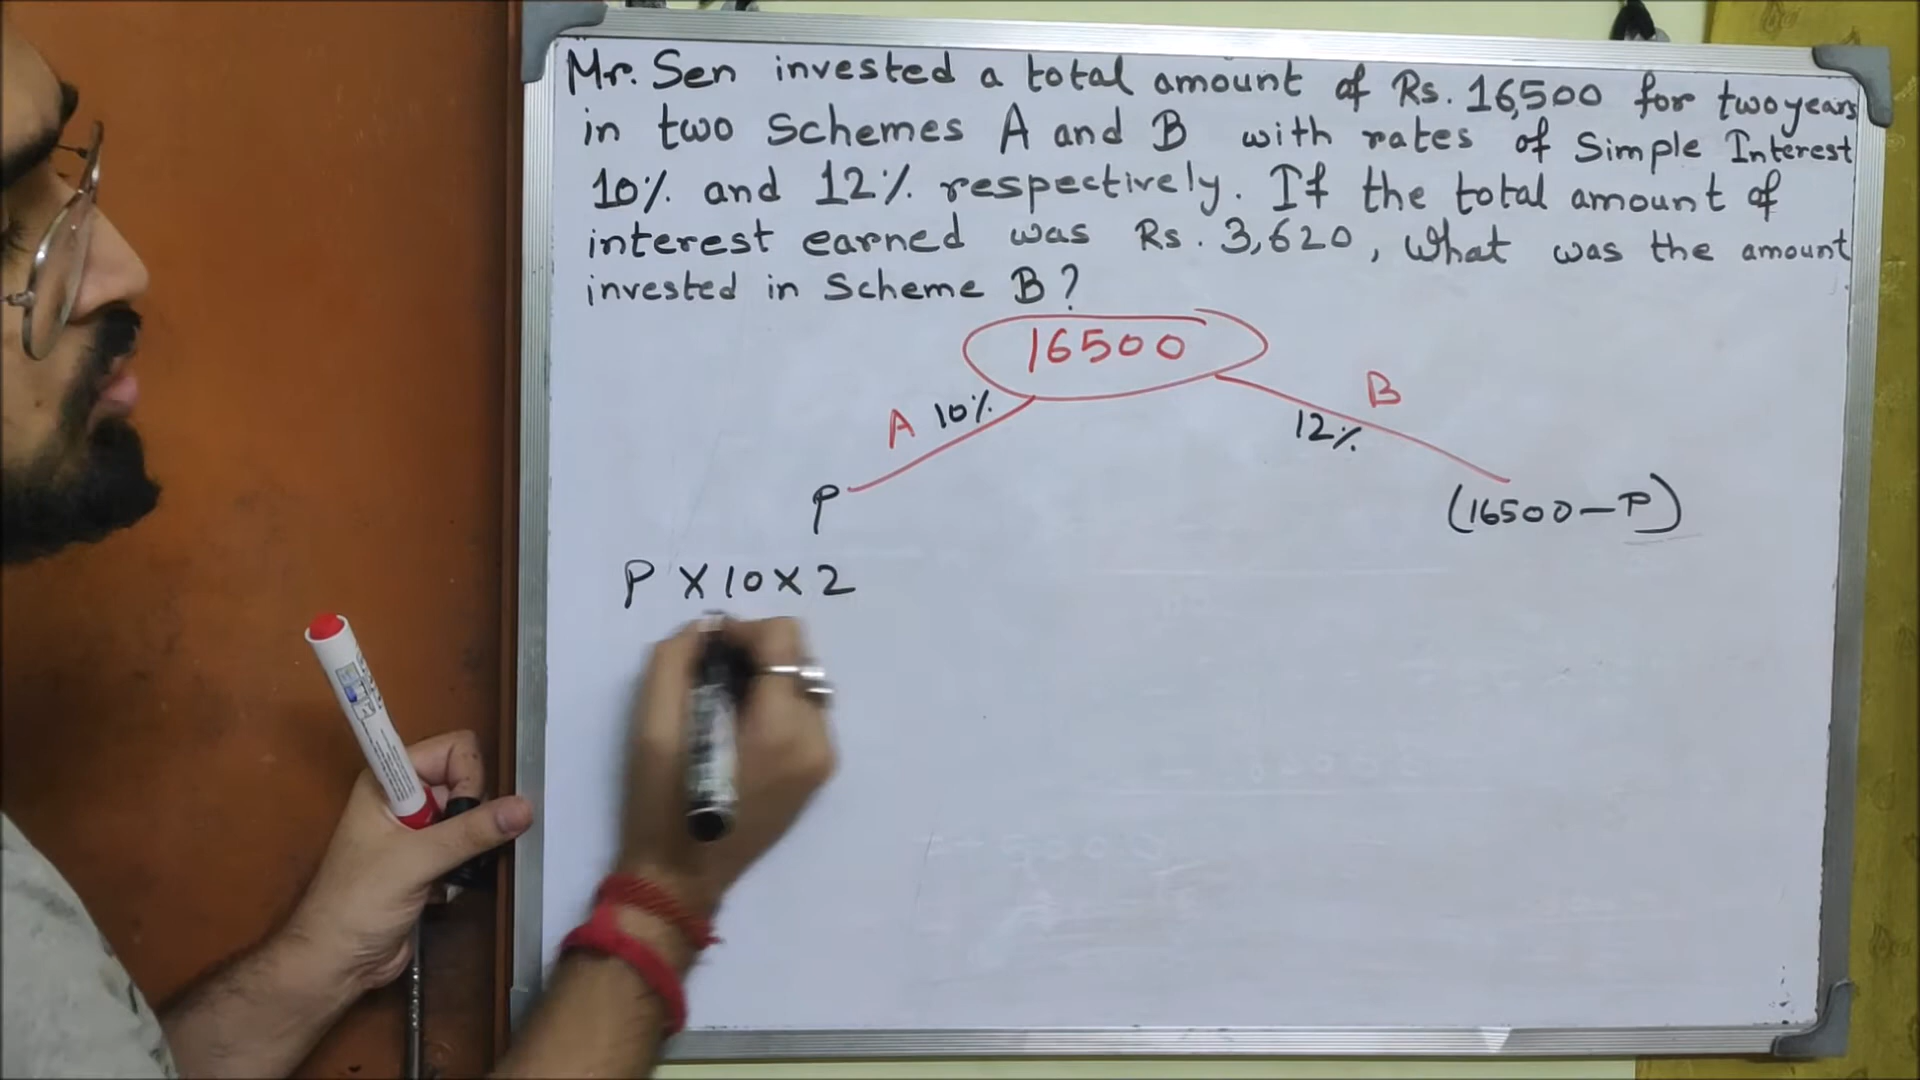 Mr. Sen invested a total amount of Rs. 16,500 for two years
in two schemes A and B with rates of Simple Interest
10% and 12% respectively. If the total amount of
interest earned was Rs. 3,620, What was the amount
invested in Scheme B?
16500
A 10%
B
12%
P
(16500-P)
P X 10 X 2